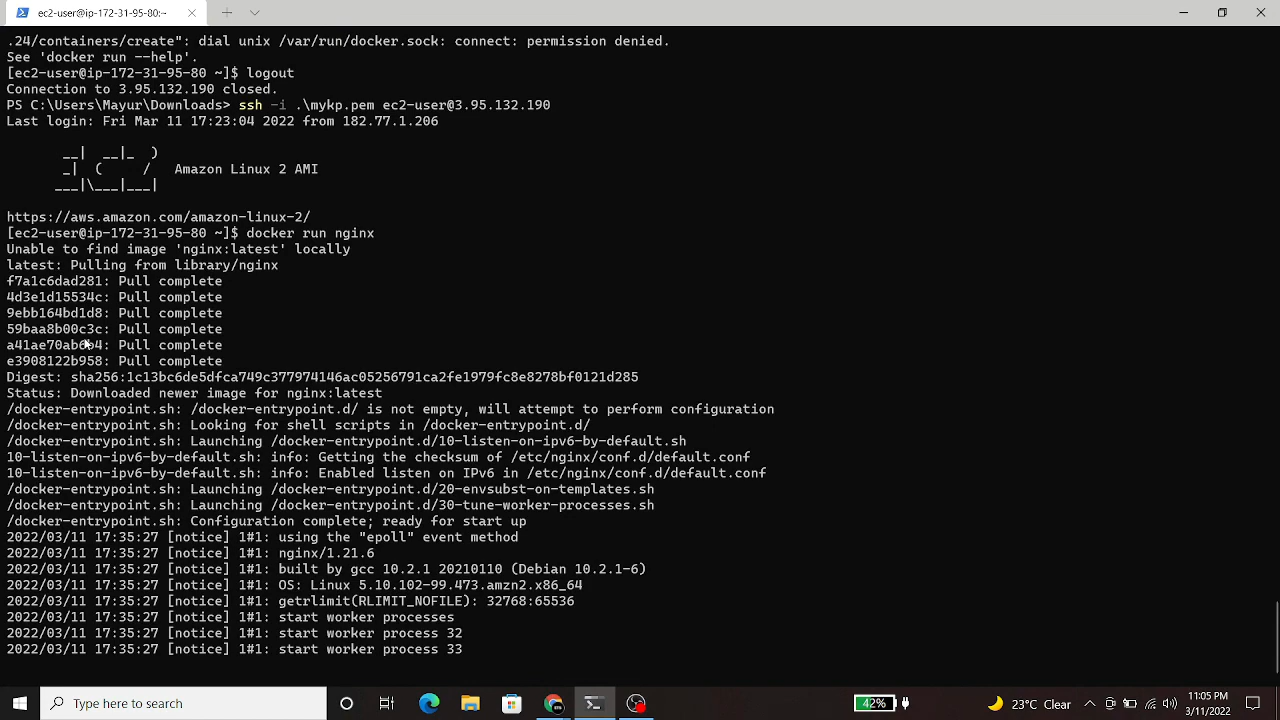 ec2-user@ip-172-31-95-80:~
.24/containers/create": dial unix /var/run/docker.sock: connect: permission denied.
See 'docker run --help'.
[ec2-user@ip-172-31-95-80 ~]$ logout
Connection to 3.95.132.190 closed.
PS C:\Users\Mayur\Downloads> ssh -i .\mykp.pem ec2-user@3.95.132.190
Last login: Fri Mar 11 17:23:04 2022 from 182.77.1.206
__|  __|_  )
_|  (     /   Amazon Linux 2 AMI
___|\___|___|
https://aws.amazon.com/amazon-linux-2/
[ec2-user@ip-172-31-95-80 ~]$ docker run nginx
Unable to find image 'nginx:latest' locally
latest: Pulling from library/nginx
f7a1c6dad281: Pull complete
4d3e1d15534c: Pull complete
9ebb164bd1d8: Pull complete
59baa8b00c3c: Pull complete
a41ae70ab6b4: Pull complete
e3908122b958: Pull complete
Digest: sha256:1c13bc6de5dfca749c377974146ac05256791ca2fe1979fc8e8278bf0121d285
Status: Downloaded newer image for nginx:latest
/docker-entrypoint.sh: /docker-entrypoint.d/ is not empty, will attempt to perform configuration
/docker-entrypoint.sh: Looking for shell scripts in /docker-entrypoint.d/
/docker-entrypoint.sh: Launching /docker-entrypoint.d/10-listen-on-ipv6-by-default.sh
10-listen-on-ipv6-by-default.sh: info: Getting the checksum of /etc/nginx/conf.d/default.conf
10-listen-on-ipv6-by-default.sh: info: Enabled listen on IPv6 in /etc/nginx/conf.d/default.conf
/docker-entrypoint.sh: Launching /docker-entrypoint.d/20-envsubst-on-templates.sh
/docker-entrypoint.sh: Launching /docker-entrypoint.d/30-tune-worker-processes.sh
/docker-entrypoint.sh: Configuration complete; ready for start up
2022/03/11 17:35:27 [notice] 1#1: using the "epoll" event method
2022/03/11 17:35:27 [notice] 1#1: nginx/1.21.6
2022/03/11 17:35:27 [notice] 1#1: built by gcc 10.2.1 20210110 (Debian 10.2.1-6)
2022/03/11 17:35:27 [notice] 1#1: OS: Linux 5.10.102-99.473.amzn2.x86_64
2022/03/11 17:35:27 [notice] 1#1: getrlimit(RLIMIT_NOFILE): 32768:65536
2022/03/11 17:35:27 [notice] 1#1: start worker processes
2022/03/11 17:35:27 [notice] 1#1: start worker process 32
2022/03/11 17:35:27 [notice] 1#1: start worker process 33
Type here to search
42%
23°C Clear
11:05 PM
3/11/2022